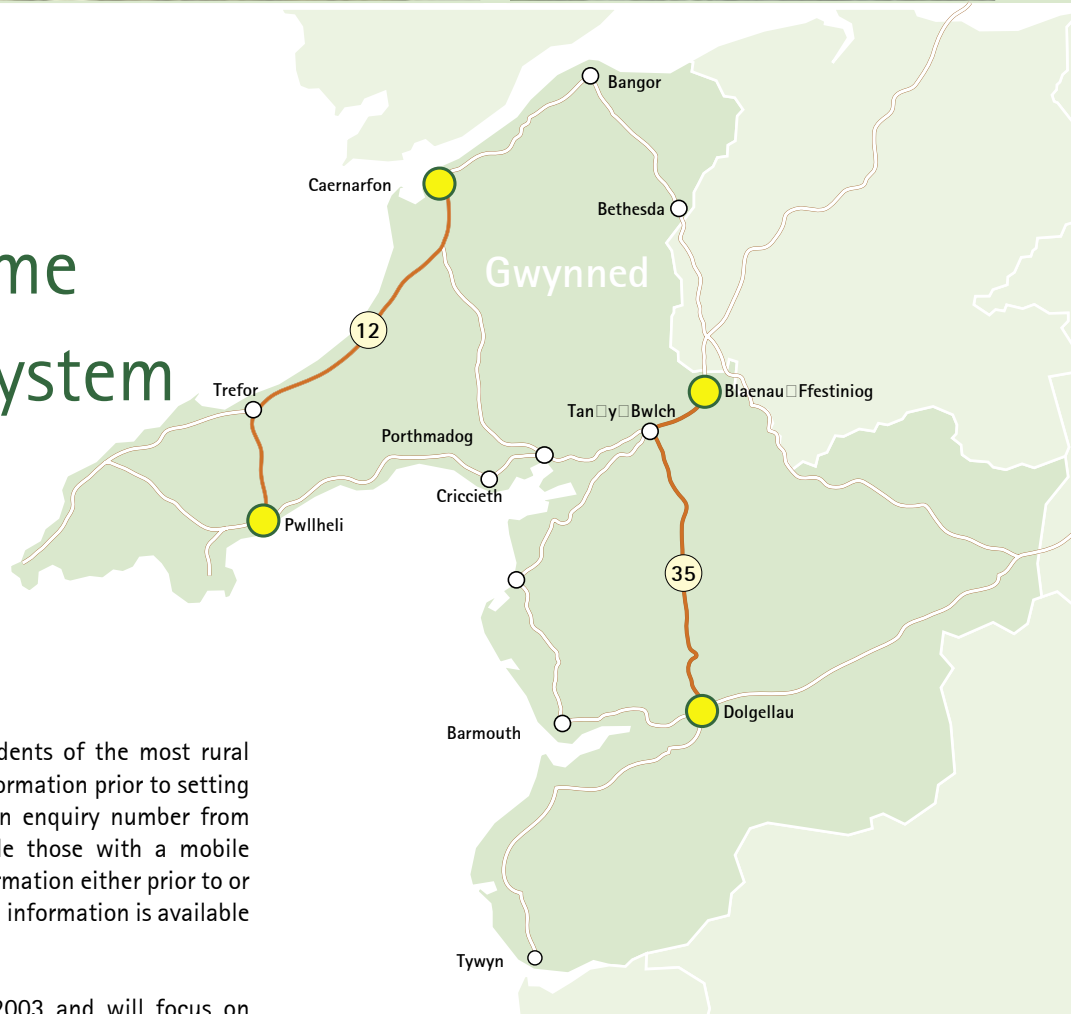 Bangor
Caernarfon
Bethesda
me
Gwynned
12
ystem
Trefor
Blaenau□Ffestiniog
Tan□y□Bwlch
Porthmadog
Criccieth
Pwllheli
35
Dolgellau
Barmouth
dents of the most rural
ormation prior to setting
n enquiry number from
le those with a mobile
rmation either prior to or
information is available
Tywyn
2003 and will focus on